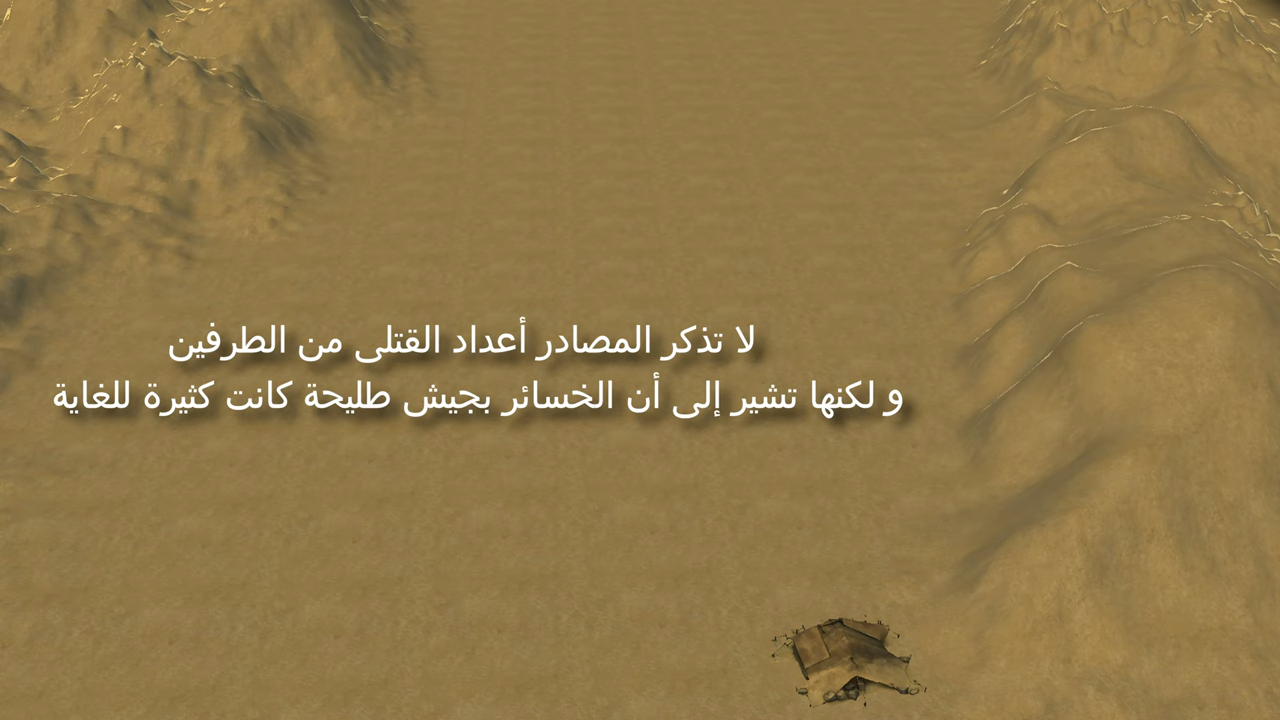 لا تذكر المصادر أعداد القتلى من الطرفين
و لكنها تشير إلى أن الخسائر بجيش طليحة كانت كثيرة للغاية